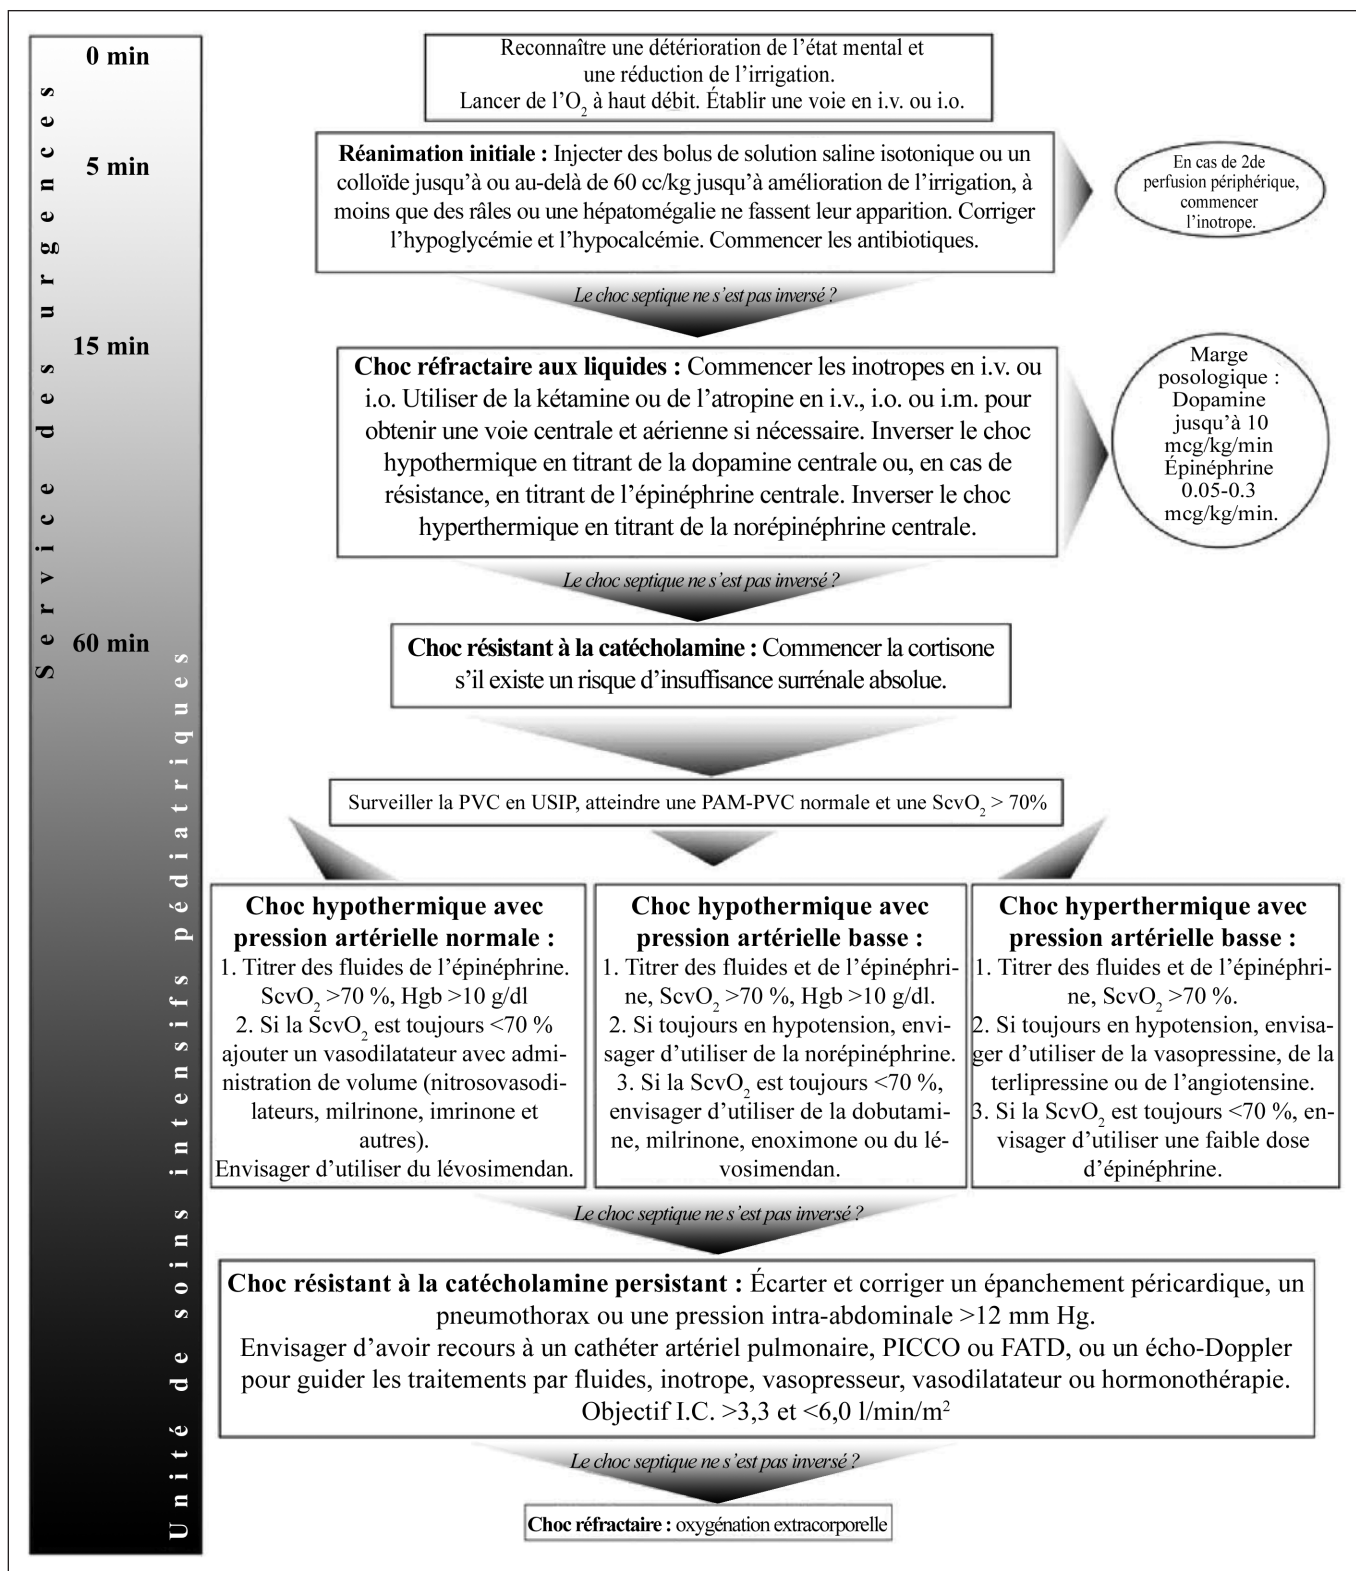 Service des urgences
Unité de soins intensifs pédiatriques
0 min
5 min
15 min
60 min
Reconnaître une détérioration de l’état mental et
une réduction de l’irrigation.
Lancer de l’O₂ à haut débit. Établir une voie en i.v. ou i.o.
Réanimation initiale : Injecter des bolus de solution saline isotonique ou un
colloïde jusqu’à ou au-delà de 60 cc/kg jusqu’à amélioration de l’irrigation, à
moins que des râles ou une hépatomégalie ne fassent leur apparition. Corriger
l’hypoglycémie et l’hypocalcémie. Commencer les antibiotiques.
En cas de 2de
perfusion périphérique,
commencer
l’inotrope.
Le choc septique ne s’est pas inversé ?
Choc réfractaire aux liquides : Commencer les inotropes en i.v. ou
i.o. Utiliser de la kétamine ou de l’atropine en i.v., i.o. ou i.m. pour
obtenir une voie centrale et aérienne si nécessaire. Inverser le choc
hypothermique en titrant de la dopamine centrale ou, en cas de
résistance, en titrant de l’épinéphrine centrale. Inverser le choc
hyperthermique en titrant de la norépinéphrine centrale.
Marge
posologique :
Dopamine
jusqu’à 10
mcg/kg/min
Épinéphrine
0.05-0.3
mcg/kg/min.
Le choc septique ne s’est pas inversé ?
Choc résistant à la catécholamine : Commencer la cortisone
s’il existe un risque d’insuffisance surrénale absolue.
Surveiller la PVC en USIP, atteindre une PAM-PVC normale et une ScvO₂ > 70%
Choc hypothermique avec
pression artérielle normale :
1. Titrer des fluides de l’épinéphrine.
ScvO₂ >70 %, Hgb >10 g/dl
2. Si la ScvO₂ est toujours <70 %
ajouter un vasodilatateur avec admi-
nistration de volume (nitrosovasodi-
lateurs, milrinone, imrinone et
autres).
Envisager d’utiliser du lévosimendan.
Choc hypothermique avec
pression artérielle basse :
1. Titrer des fluides et de l’épinéphri-
ne, ScvO₂ >70 %, Hgb >10 g/dl.
2. Si toujours en hypotension, envi-
sager d’utiliser de la norépinéphrine.
3. Si la ScvO₂ est toujours <70 %,
envisager d’utiliser de la dobutami-
ne, milrinone, enoximone ou du lé-
vosimendan.
Choc hyperthermique avec
pression artérielle basse :
1. Titrer des fluides et de l’épinéphri-
ne, ScvO₂ >70 %.
2. Si toujours en hypotension, envisa-
ger d’utiliser de la vasopressine, de la
terlipressine ou de l’angiotensine.
3. Si la ScvO₂ est toujours <70 %, en-
visager d’utiliser une faible dose
d’épinéphrine.
Le choc septique ne s’est pas inversé ?
Choc résistant à la catécholamine persistant : Écarter et corriger un épanchement péricardique, un
pneumothorax ou une pression intra-abdominale >12 mm Hg.
Envisager d’avoir recours à un cathéter artériel pulmonaire, PICCO ou FATD, ou un écho-Doppler
pour guider les traitements par fluides, inotrope, vasopresseur, vasodilatateur ou hormonothérapie.
Objectif I.C. >3,3 et <6,0 l/min/m²
Le choc septique ne s’est pas inversé ?
Choc réfractaire : oxygénation extracorporelle